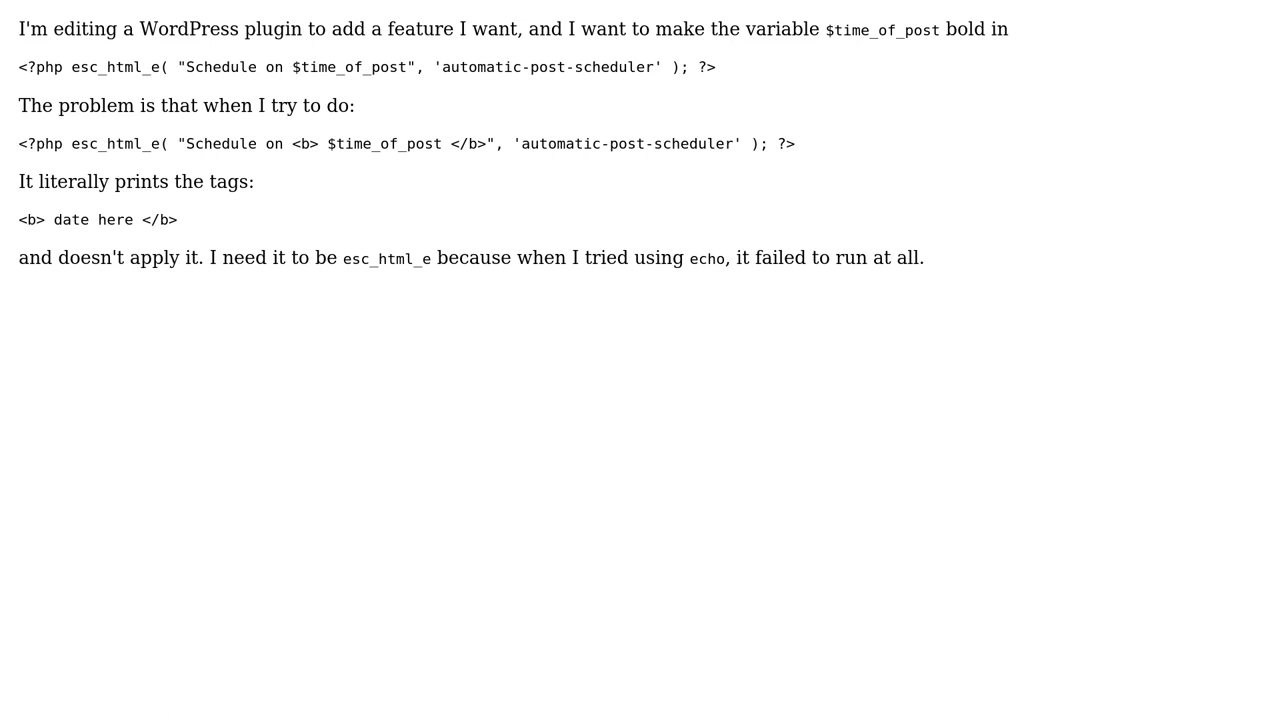 I'm editing a WordPress plugin to add a feature I want, and I want to make the variable $time_of_post bold in
<?php esc_html_e( "Schedule on $time_of_post", 'automatic-post-scheduler' ); ?>
The problem is that when I try to do:
<?php esc_html_e( "Schedule on <b> $time_of_post </b>", 'automatic-post-scheduler' ); ?>
It literally prints the tags:
<b> date here </b>
and doesn't apply it. I need it to be esc_html_e because when I tried using echo, it failed to run at all.